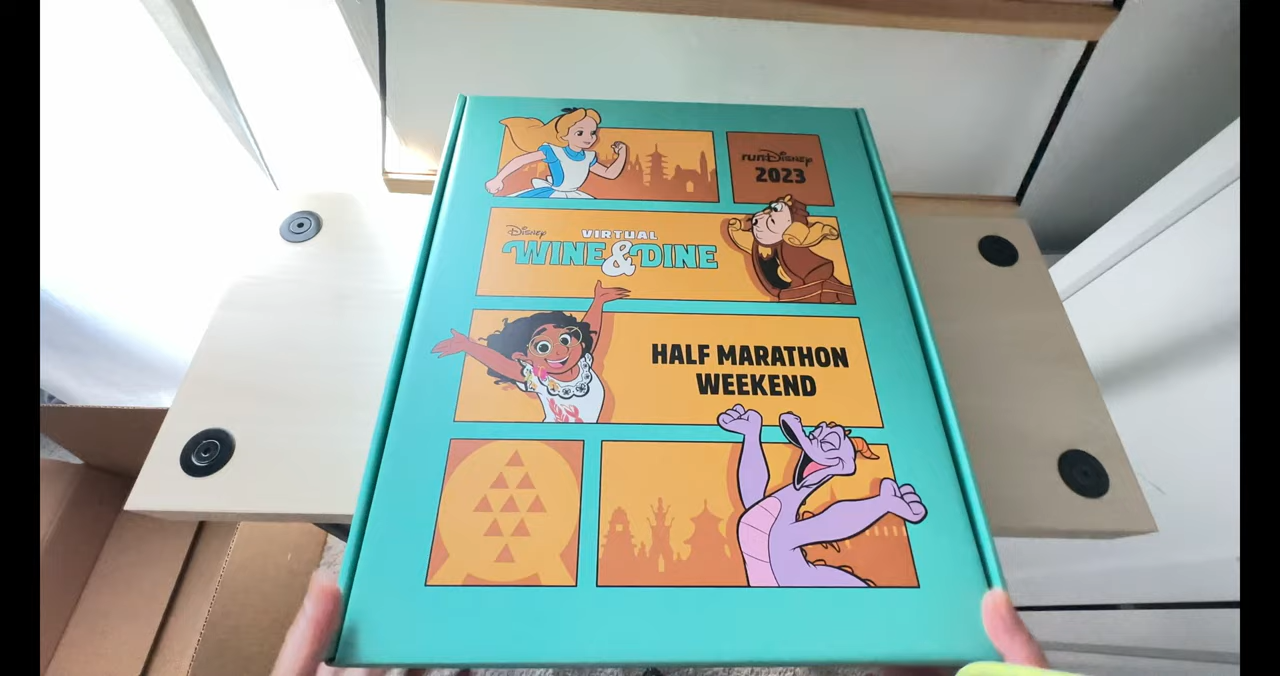 runDisney
2023
Disney
VIRTUAL
WINE & DINE
HALF MARATHON
WEEKEND